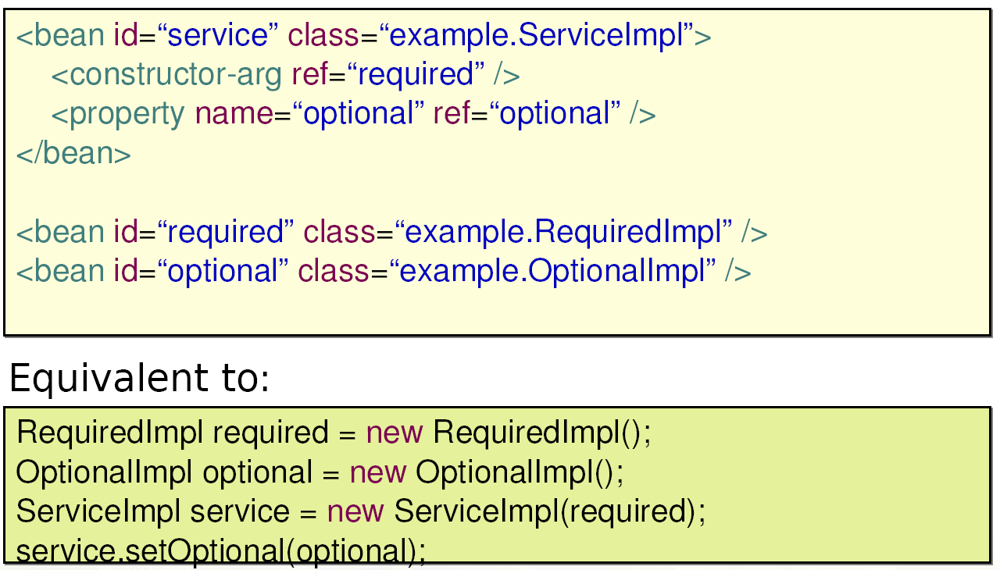 <bean id=“service” class=“example.ServiceImpl”>
<constructor-arg ref=“required” />
<property name=“optional” ref=“optional” />
</bean>
<bean id=“required” class=“example.RequiredImpl” />
<bean id=“optional” class=“example.OptionalImpl” />
Equivalent to:
RequiredImpl required = new RequiredImpl();
OptionalImpl optional = new OptionalImpl();
ServiceImpl service = new ServiceImpl(required);
service.setOptional(optional);